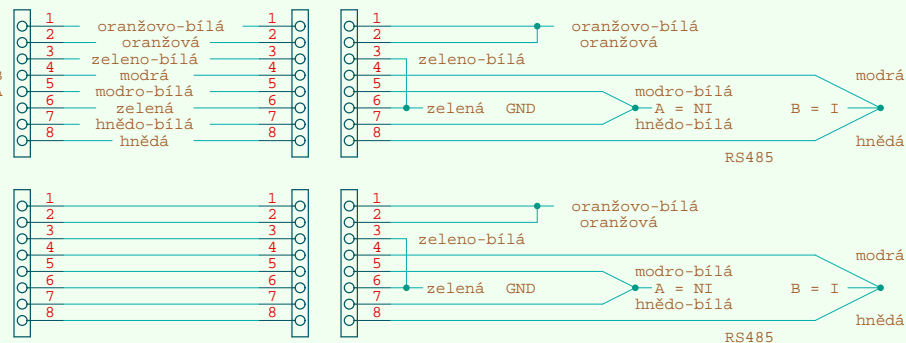 1 oranžovo-bílá 1 1 oranžovo-bílá
2 oranžová 2 2 oranžová
3 zeleno-bílá 3 3 zeleno-bílá
4 modrá 4 4 modrá
5 modro-bílá 5 5 modro-bílá
6 zelená 6 6 zelená GND A = NI B = I
7 hnědo-bílá 7 7 hnědo-bílá
8 hnědá 8 8 hnědá
RS485
1 1 1 oranžovo-bílá
2 2 2 oranžová
3 3 3 zeleno-bílá
4 4 4 modrá
5 5 5 modro-bílá
6 6 6 zelená GND A = NI B = I
7 7 7 hnědo-bílá
8 8 8 hnědá
RS485